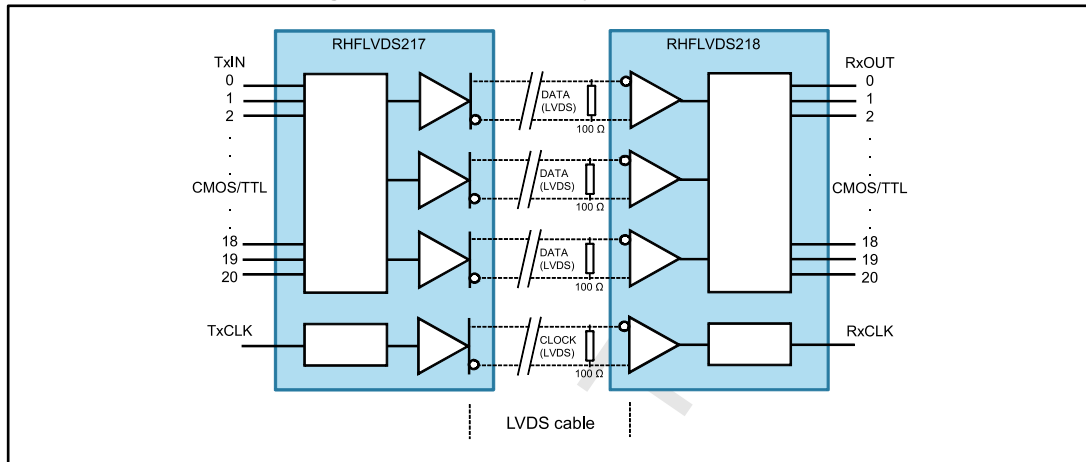 RHFLVDS217
RHFLVDS218
TxIN
RxOUT
0
0
1
1
2
2
DATA
(LVDS)
100 Ω
DATA
(LVDS)
100 Ω
CMOS/TTL
CMOS/TTL
18
18
19
19
20
20
DATA
(LVDS)
100 Ω
TxCLK
RxCLK
CLOCK
(LVDS)
100 Ω
LVDS cable